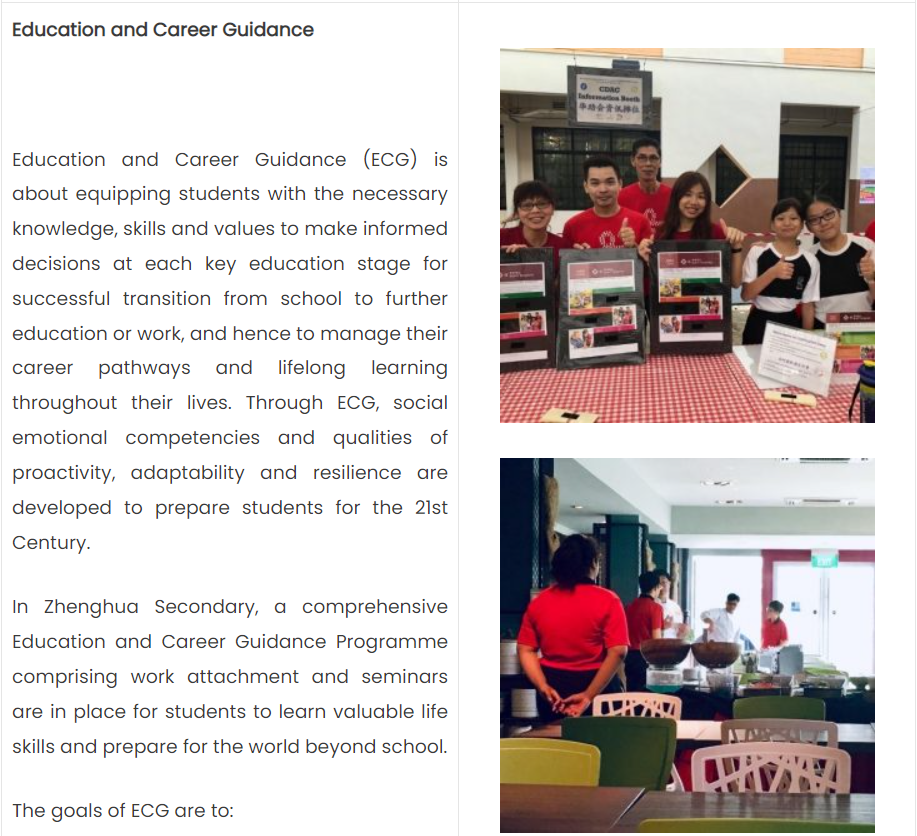 Education and Career Guidance
Education and Career Guidance (ECG) is
about equipping students with the necessary
knowledge, skills and values to make informed
decisions at each key education stage for
successful transition from school to further
education or work, and hence to manage their
career pathways and lifelong learning
throughout their lives. Through ECG, social
emotional competencies and qualities of
proactivity, adaptability and resilience are
developed to prepare students for the 21st
Century.
In Zhenghua Secondary, a comprehensive
Education and Career Guidance Programme
comprising work attachment and seminars
are in place for students to learn valuable life
skills and prepare for the world beyond school.
The goals of ECG are to:
CDAC
Information Booth
EXIT